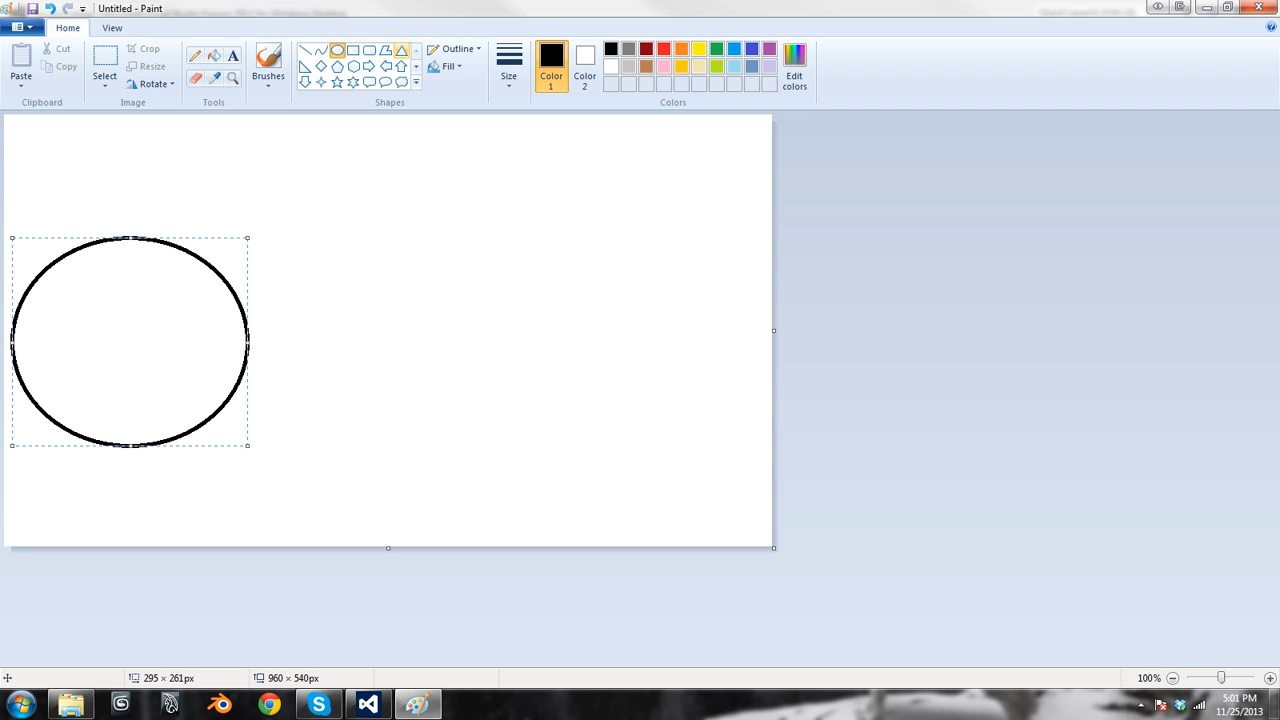 Untitled - Paint
Home
View
Paste
Cut
Copy
Clipboard
Select
Crop
Resize
Rotate
Image
Tools
Brushes
Outline
Fill
Shapes
Size
Color 1
Color 2
Edit colors
Colors
295 × 261px
960 × 540px
100%
5:01 PM
11/25/2013